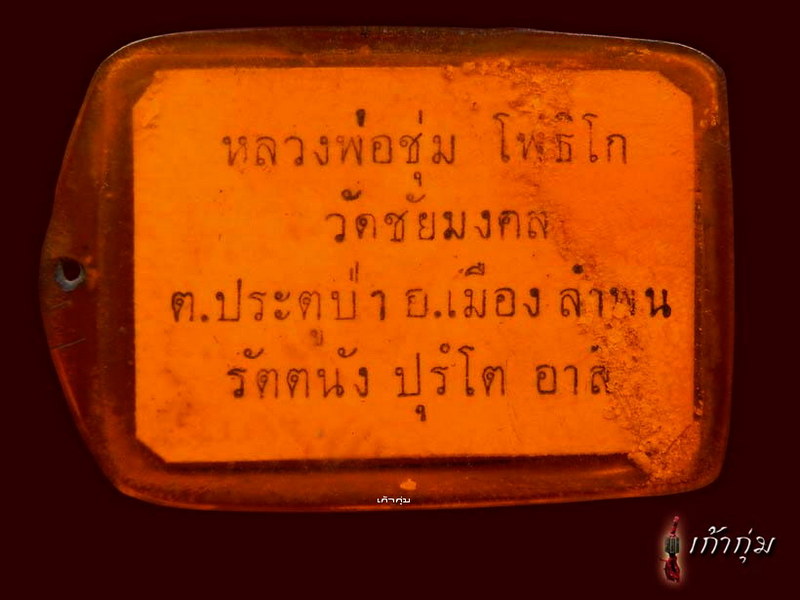 หลวงพ่อชุ่ม โพธิโก
วัดชัยมงคล
ต.ประตูป่า อ.เมือง ลำพูน
รัตตนัง ปุรํโต อาสิ
เก้ากุ่ม
เก้ากุ่ม